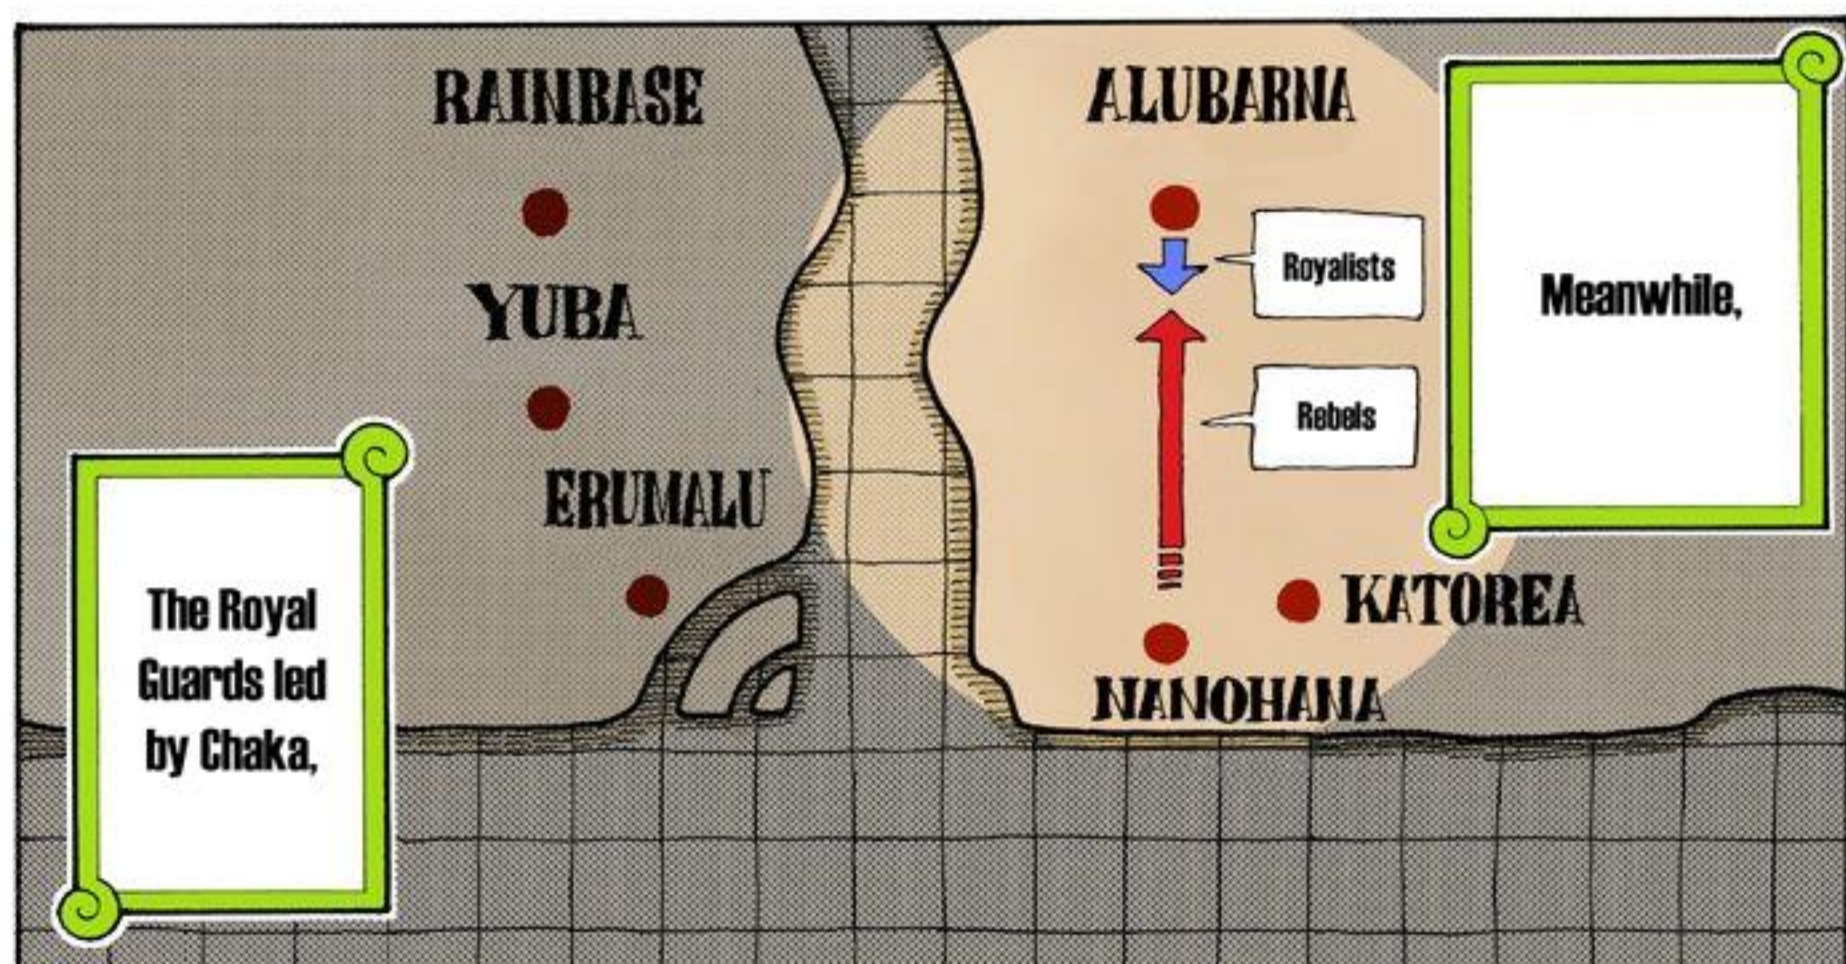 RAINBASE
ALUBARNA
Meanwhile,
Royalists
YUBA
Rebels
ERUMALU
KATOREA
NANOHANA
The Royal
Guards led
by Chaka,